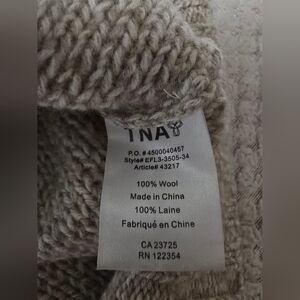 TNA
P.O. # 4500040457
Style# EFL3-3505-34
Article# 43217
100% Wool
Made in China
100% Laine
Fabriqué en Chine
CA 23725
RN 122354